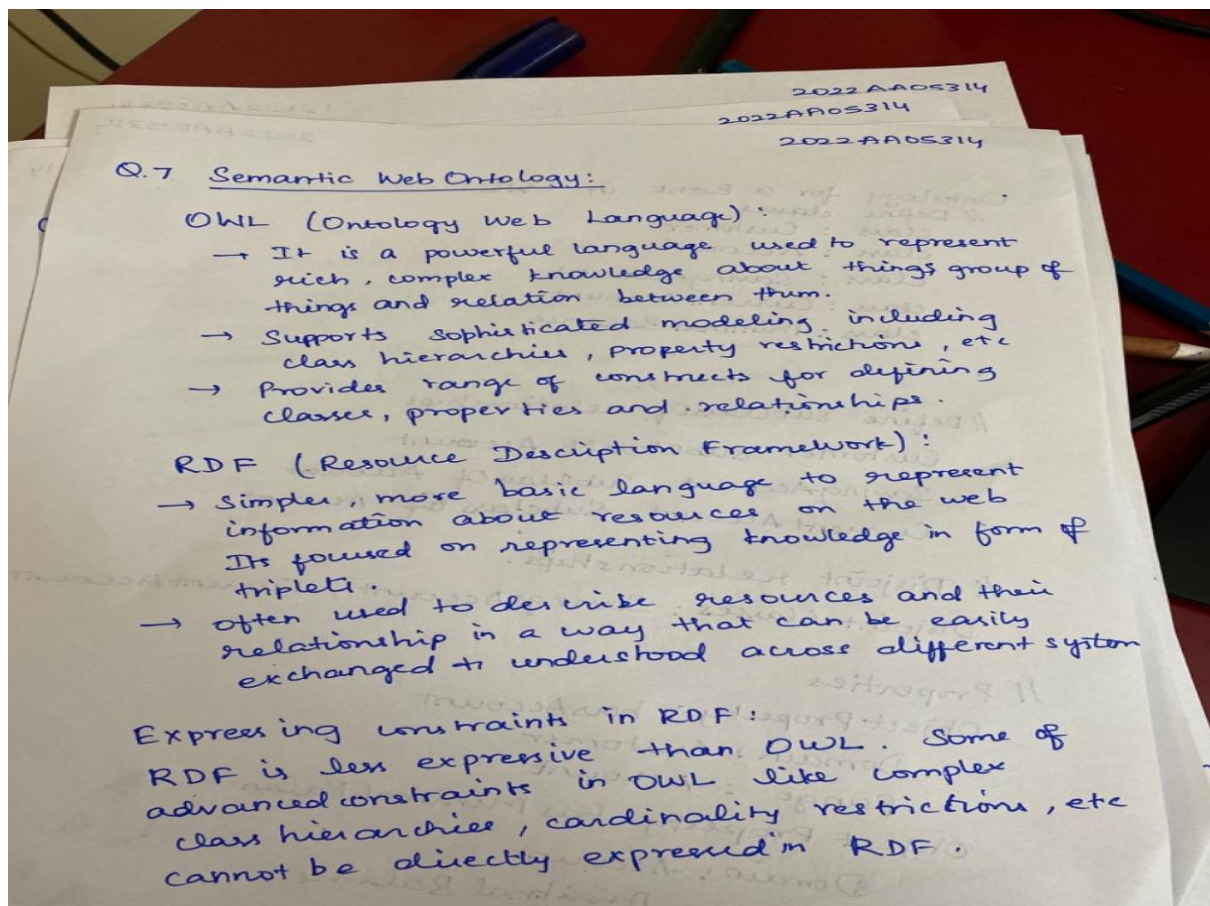 2022AA05314
2022AA05314
2022AA05314
Q.7 Semantic Web Ontology:
OWL (Ontology Web Language):
→ It is a powerful language used to represent
rich, complex knowledge about things group of
things and relation between them.
→ Supports sophisticated modeling, including
class hierarchies, property restrictions, etc
→ Provides range of constructs for defining
classes, properties and relationships.
RDF (Resource Description Framework):
→ Simpler, more basic language to represent
information about resources on the web
Its focused on representing knowledge in form of
triplets.
→ often used to describe resources and their
relationship in a way that can be easily
exchanged & understood across different system
Expressing constraints in RDF:
RDF is less expressive than OWL. Some of
advanced constraints in OWL like complex
class hierarchies, cardinality restrictions, etc
cannot be directly expressed in RDF.